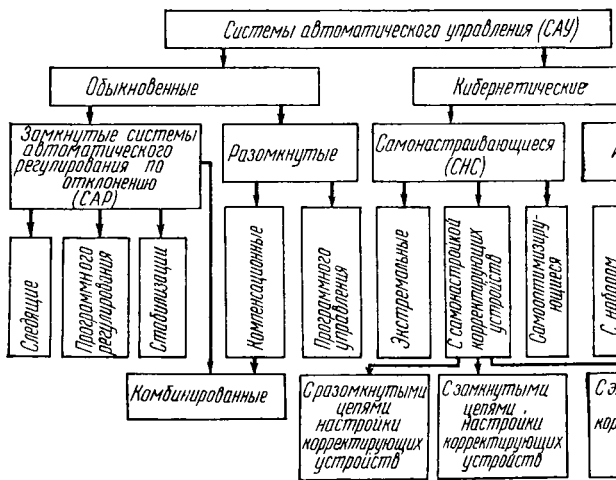 Системы автоматического управления (САУ)
Обыкновенные
Кибернетические
Замкнутые системы
автоматического
регулирования по
отклонению
(САР)
Разомкнутые
Самонастраивающиеся
(СНС)
Следящие
Программного
регулирования
Стабилизации
Компенсационные
Программного
управления
Экстремальные
С самонастройкой
корректирующих
устройств
Самооптимизиру-
ющиеся
С набором
Комбинированные
С разомкнутыми
цепями
настройки
корректирующих
устройств
С замкнутыми
цепями
настройки
корректирующих
устройств